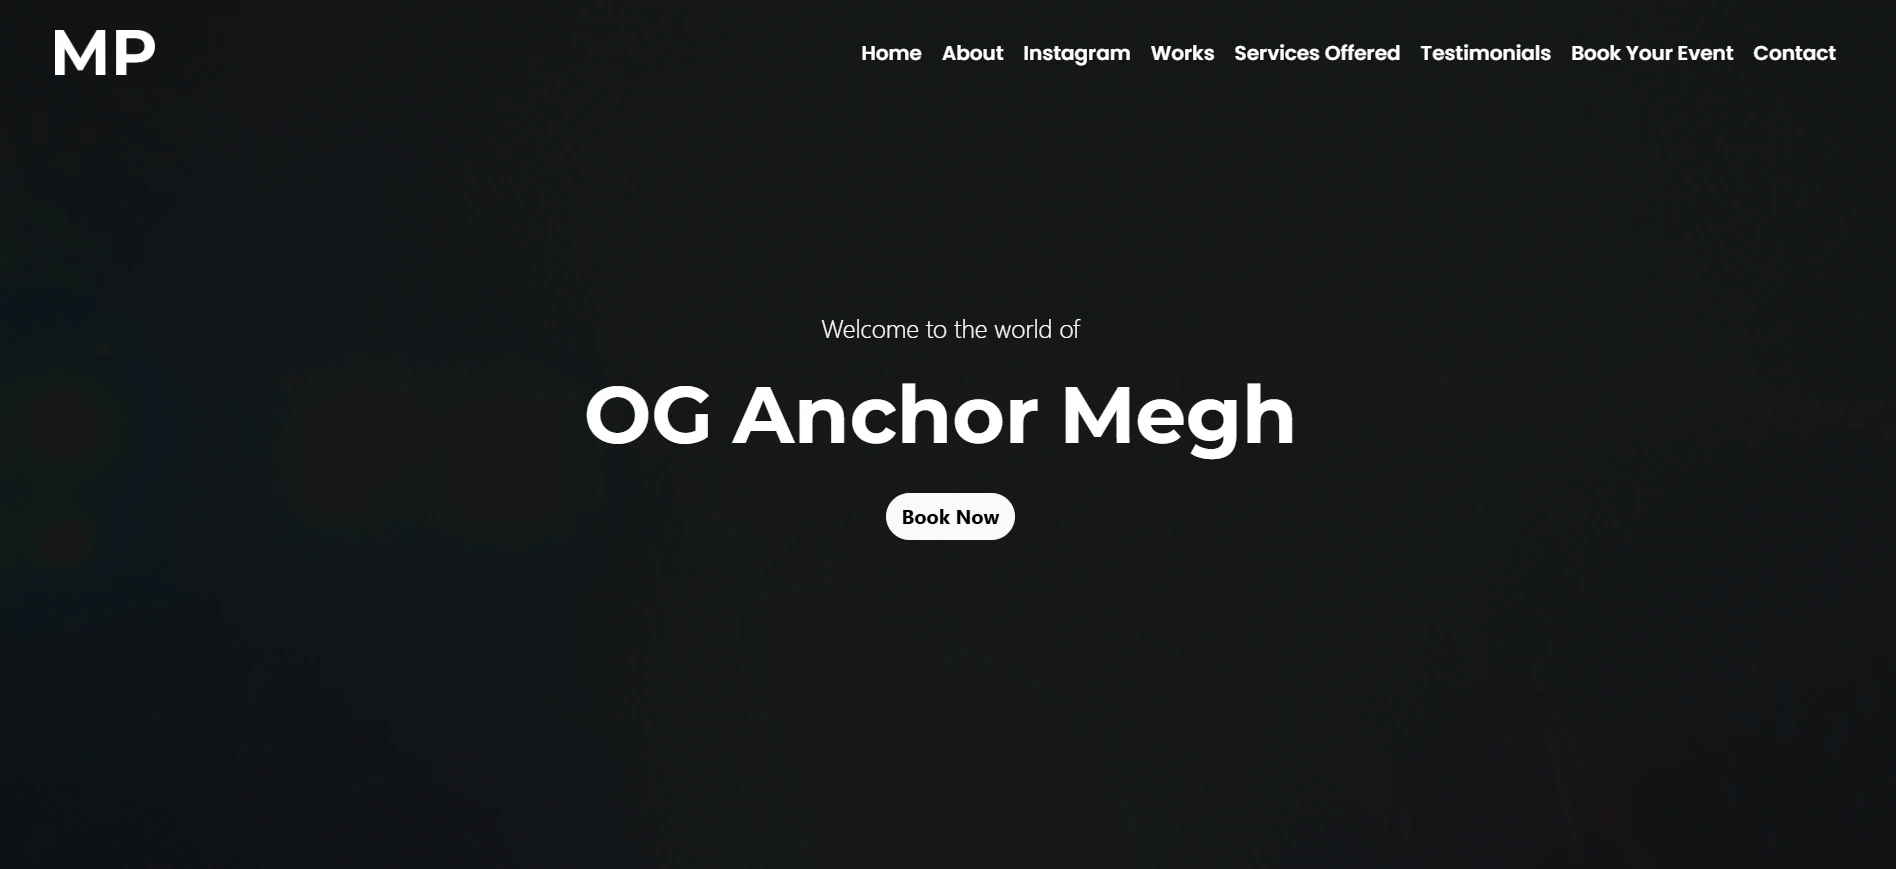 MP
Home About Instagram Works Services Offered Testimonials Book Your Event Contact
Welcome to the world of
OG Anchor Megh
Book Now